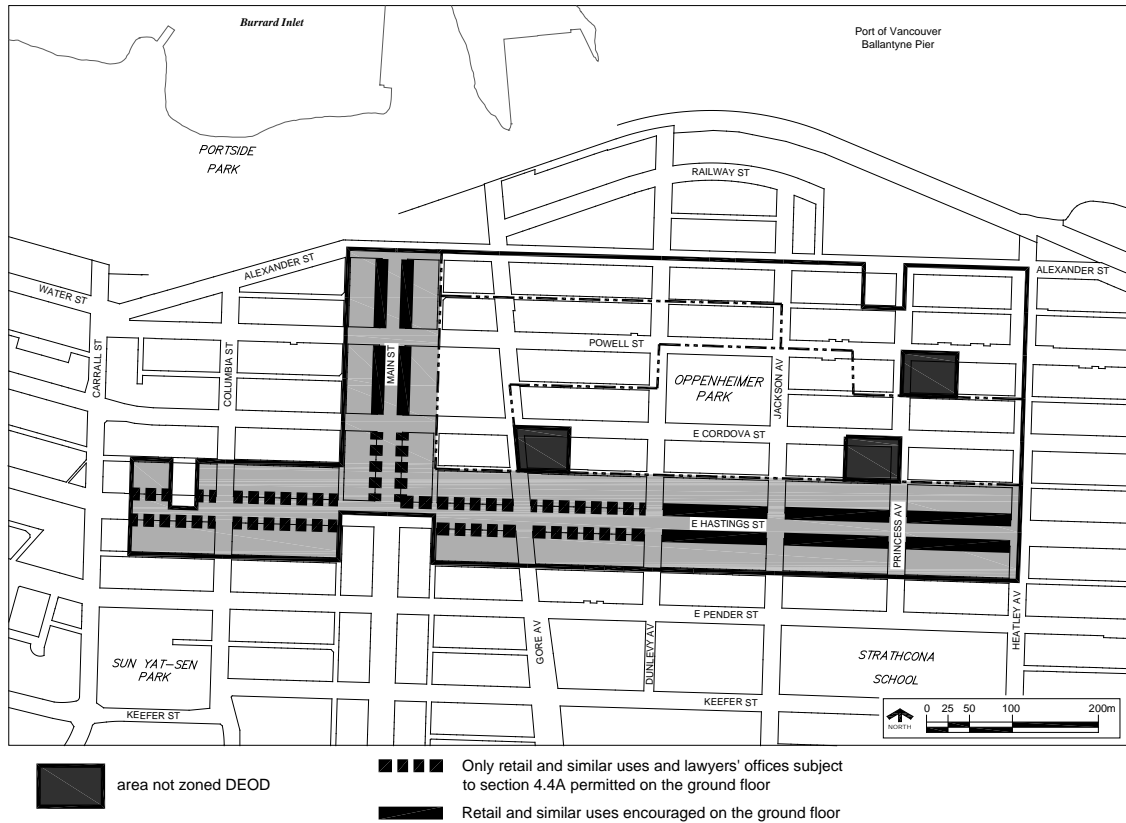 Burrard Inlet
Port of Vancouver
Ballantyne Pier
PORTSIDE
PARK
RAILWAY ST
ALEXANDER ST
ALEXANDER ST
WATER ST
CARRALL ST
COLUMBIA ST
MAIN ST
POWELL ST
OPPENHEIMER
PARK
JACKSON AV
E CORDOVA ST
E HASTINGS ST
PRINCESS AV
E PENDER ST
GORE AV
DUNLEVY AV
HEATLEY AV
SUN YAT-SEN
PARK
STRATHCONA
SCHOOL
KEEFER ST
KEEFER ST
NORTH
0 25 50 100 200m
area not zoned DEOD
Only retail and similar uses and lawyers' offices subject
to section 4.4A permitted on the ground floor
Retail and similar uses encouraged on the ground floor